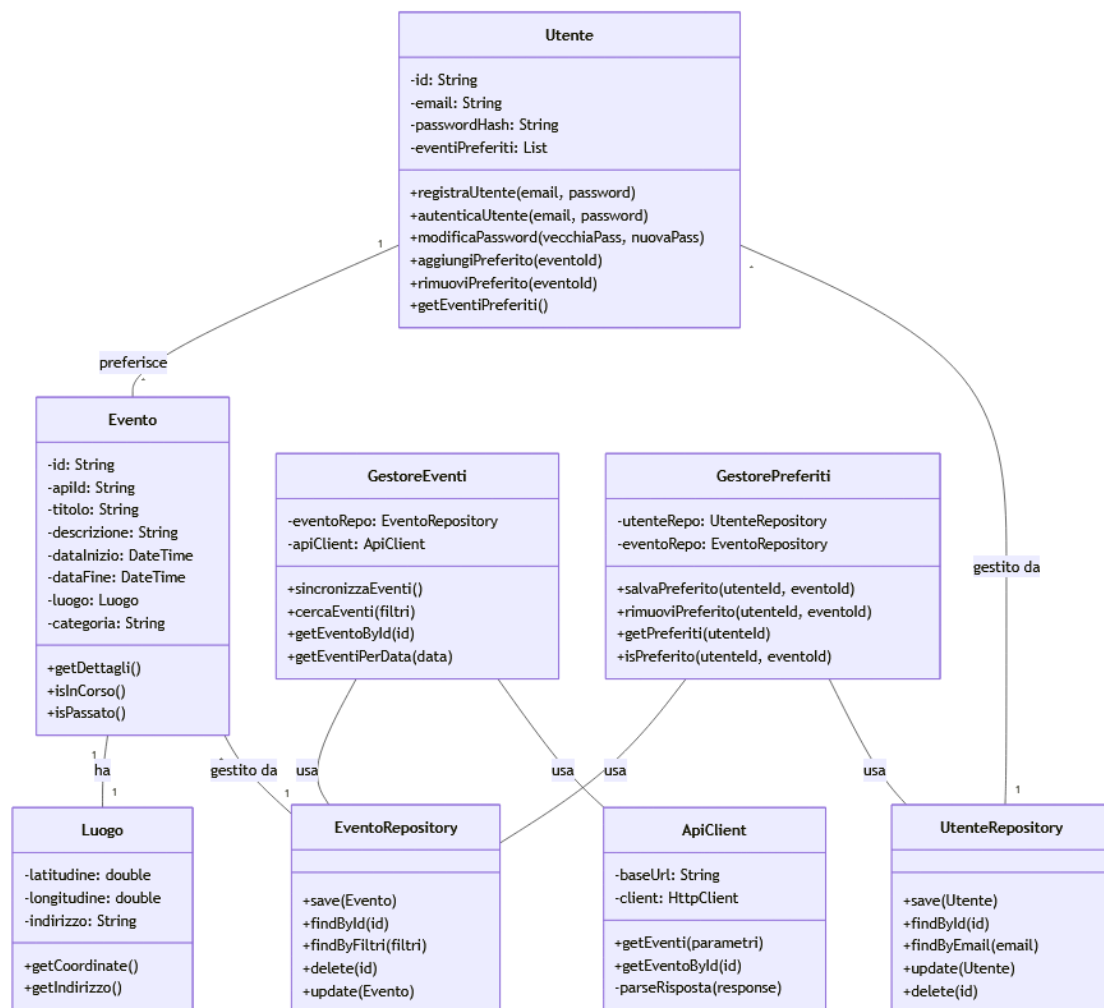 Utente
-id: String
-email: String
-passwordHash: String
-eventiPreferiti: List
+registraUtente(email, password)
+autenticaUtente(email, password)
+modificaPassword(vecchiaPass, nuovaPass)
+aggiungiPreferito(eventoId)
+rimuoviPreferito(eventoId)
+getEventiPreferiti()
1
*
preferisce
*
gestito da
1
Evento
-id: String
-apiId: String
-titolo: String
-descrizione: String
-dataInizio: DateTime
-dataFine: DateTime
-luogo: Luogo
-categoria: String
+getDettagli()
+isInCorso()
+isPassato()
GestoreEventi
-eventoRepo: EventoRepository
-apiClient: ApiClient
+sincronizzaEventi()
+cercaEventi(filtri)
+getEventoById(id)
+getEventiPerData(data)
GestorePreferiti
-utenteRepo: UtenteRepository
-eventoRepo: EventoRepository
+salvaPreferito(utenteId, eventoId)
+rimuoviPreferito(utenteId, eventoId)
+getPreferiti(utenteId)
+isPreferito(utenteId, eventoId)
1
ha
1
*
gestito da
1
usa
usa
usa
usa
Luogo
-latitudine: double
-longitudine: double
-indirizzo: String
+getCoordinate()
+getIndirizzo()
EventoRepository
+save(Evento)
+findById(id)
+findByFiltri(filtri)
+delete(id)
+update(Evento)
ApiClient
-baseUrl: String
-client: HttpClient
+getEventi(parametri)
+getEventoById(id)
-parseRisposta(response)
UtenteRepository
+save(Utente)
+findById(id)
+findByEmail(email)
+update(Utente)
+delete(id)